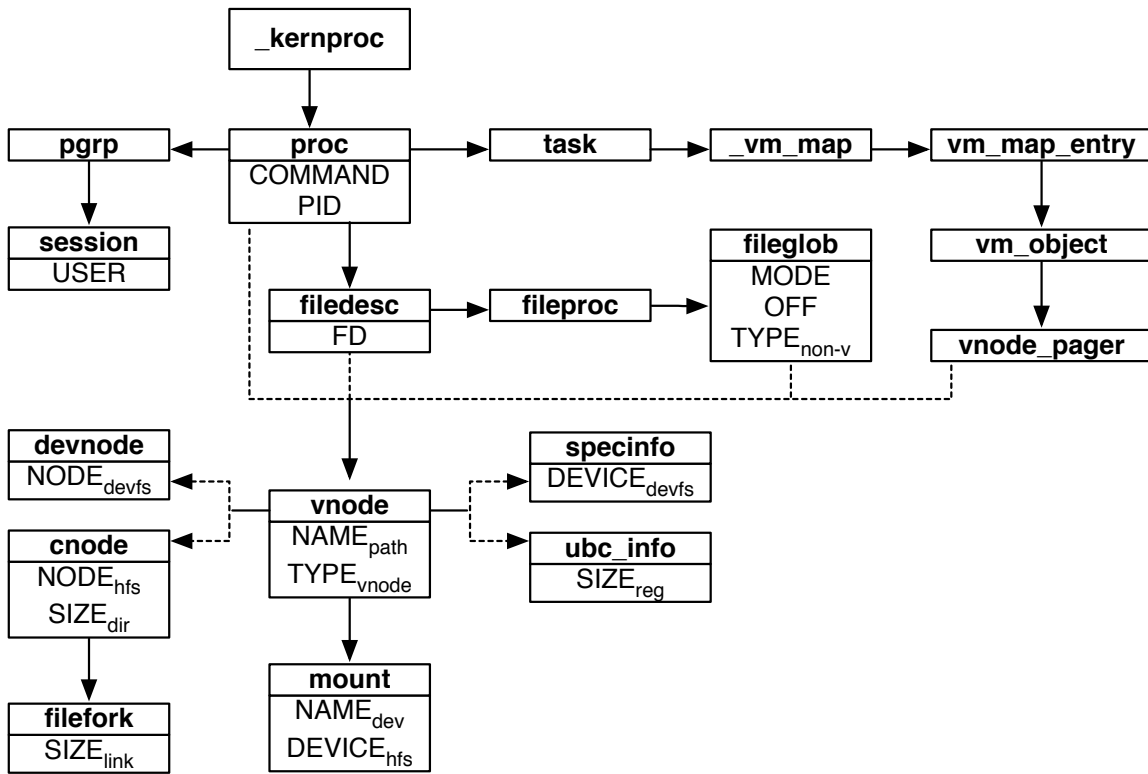 _kernproc
pgrp
proc
COMMAND
PID
task
_vm_map
vm_map_entry
session
USER
filedesc
FD
fileproc
fileglob
MODE
OFF
TYPEnon-v
vm_object
vnode_pager
devnode
NODEdevfs
cnode
NODEhfs
SIZEdir
filefork
SIZElink
vnode
NAMEpath
TYPEvnode
mount
NAMEdev
DEVICEhfs
specinfo
DEVICEdevfs
ubc_info
SIZEreg